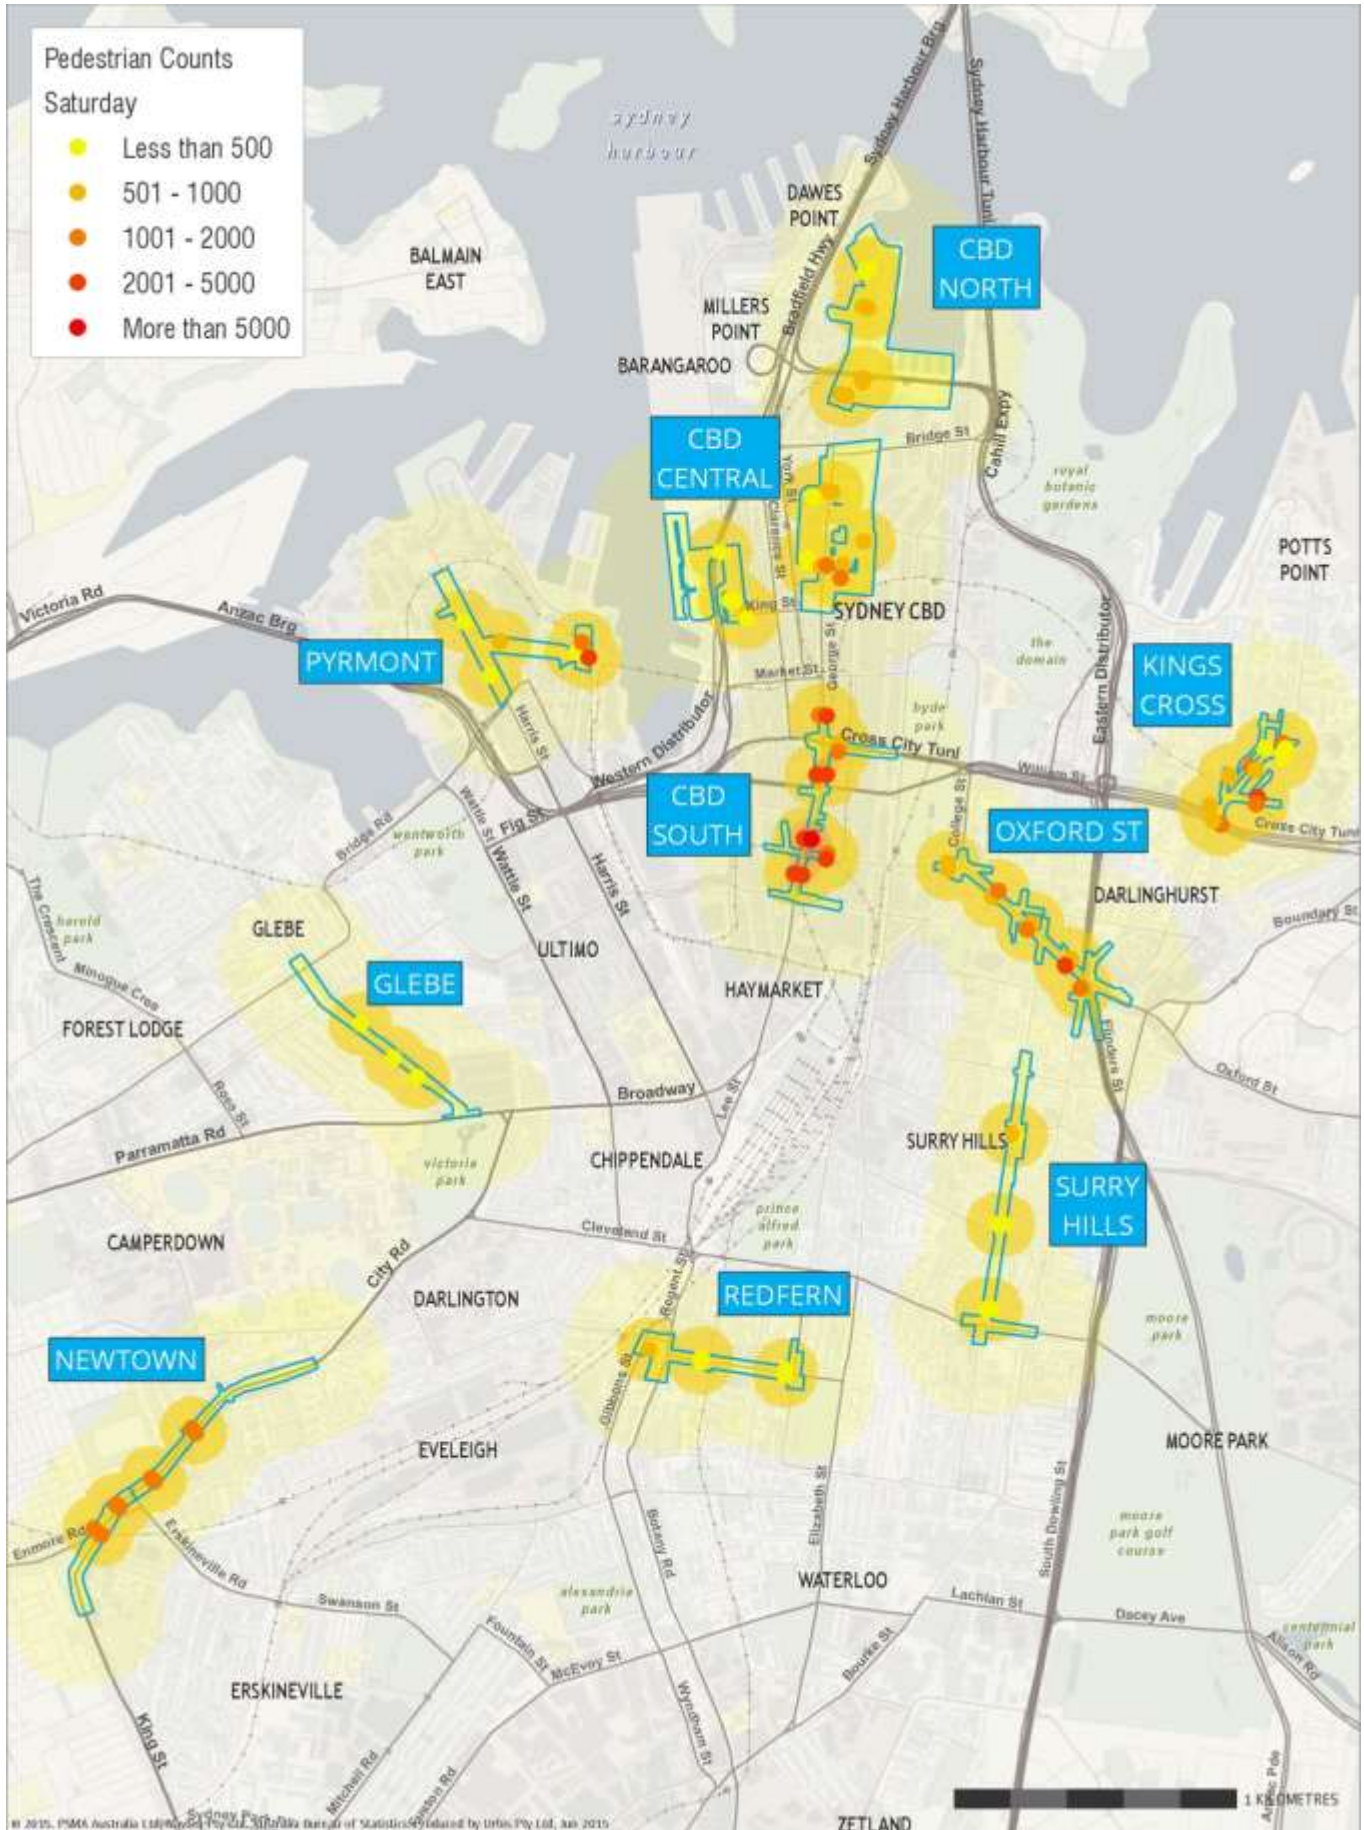 Pedestrian Counts
Saturday
Less than 500
501 - 1000
1001 - 2000
2001 - 5000
More than 5000
sydney
harbour
Sydney Harbour Brg
Sydney Harbour Tunl
DAWES
POINT
CBD
NORTH
BALMAIN
EAST
Bradfield Hwy
MILLERS
POINT
BARANGAROO
CBD
CENTRAL
Bridge St
Cahill Expy
York St
Clarence St
royal
botanic
gardens
POTTS
POINT
Victoria Rd
Anzac Brg
King St
SYDNEY CBD
PYRMONT
the
domain
Eastern Distributor
KINGS
CROSS
Market St
George St
hyde
park
Harris St
Western Distributor
Cross City Tunl
William St
CBD
SOUTH
College St
OXFORD ST
Cross City Tunl
Wattle St
Fig St
Bridge Rd
wentworth
park
Wattle St
Harris St
The Crescent
harold
park
DARLINGHURST
Boundary St
GLEBE
ULTIMO
GLEBE
HAYMARKET
Minogue Cres
FOREST LODGE
Ross St
Flinders St
Oxford St
Broadway
Lee St
Parramatta Rd
SURRY HILLS
CHIPPENDALE
victoria
park
SURRY
HILLS
prince
alfred
park
Cleveland St
CAMPERDOWN
City Rd
Regent St
DARLINGTON
REDFERN
moore
park
NEWTOWN
Gibbons St
EVELEIGH
MOORE PARK
Elizabeth St
South Dowling St
Botany Rd
moore
park golf
course
Enmore Rd
Erskineville Rd
Swanson St
alexandria
park
WATERLOO
Lachlan St
Dacey Ave
centennial
park
Alison Rd
Fountain St
McEvoy St
Bourke St
ERSKINEVILLE
Wyndham St
King St
Mitchell Rd
1 KILOMETRES
ZETLAND